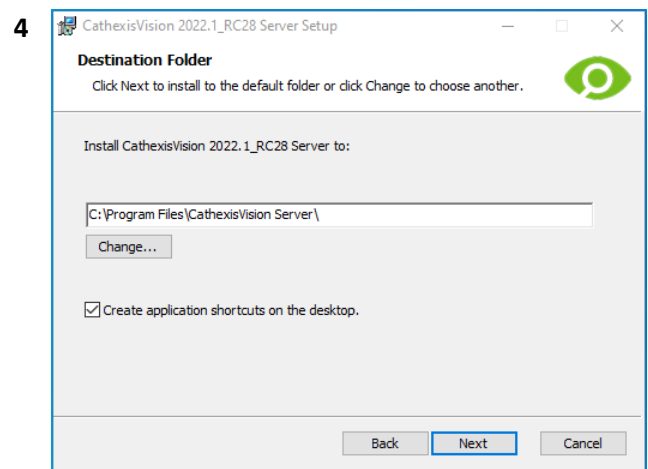 4
CathexisVision 2022.1_RC28 Server Setup
Destination Folder
Click Next to install to the default folder or click Change to choose another.
Install CathexisVision 2022.1_RC28 Server to:
C:\Program Files\CathexisVision Server\
Change...
Create application shortcuts on the desktop.
Back Next Cancel